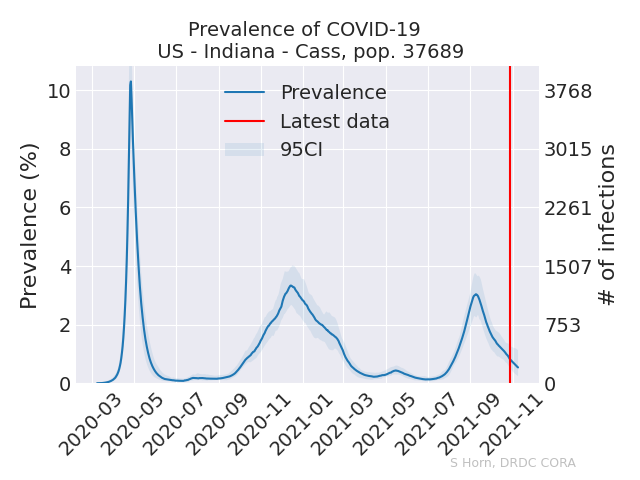 Prevalence of COVID-19
US - Indiana - Cass, pop. 37689
Prevalence (%)
10
8
6
4
2
0
Prevalence
Latest data
95CI
3768
3015
2261
1507
753
0
# of infections
2020-03
2020-05
2020-07
2020-09
2020-11
2021-01
2021-03
2021-05
2021-07
2021-09
2021-11
S Horn, DRDC CORA